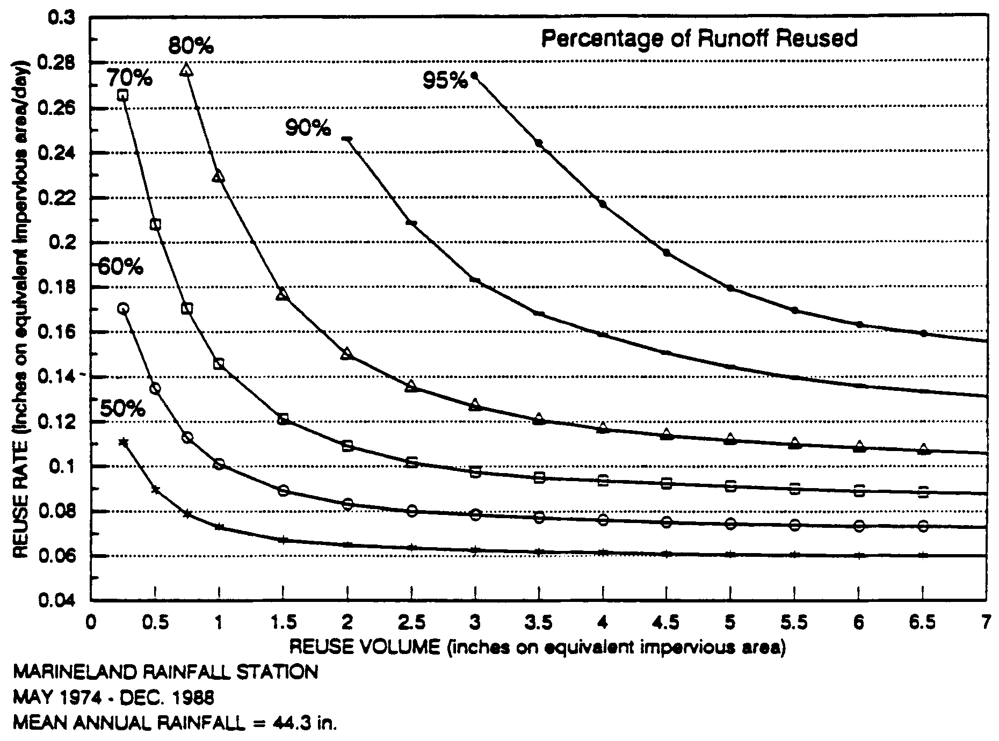 Percentage of Runoff Reused
0.3
0.28
0.26
0.24
0.22
0.2
0.18
0.16
0.14
0.12
0.1
0.08
0.06
0.04
REUSE RATE (inches on equivalent impervious area/day)
80%
70%
95%
90%
60%
50%
0 0.5 1 1.5 2 2.5 3 3.5 4 4.5 5 5.5 6 6.5 7
REUSE VOLUME (inches on equivalent impervious area)
MARINELAND RAINFALL STATION
MAY 1974 - DEC. 1988
MEAN ANNUAL RAINFALL = 44.3 in.